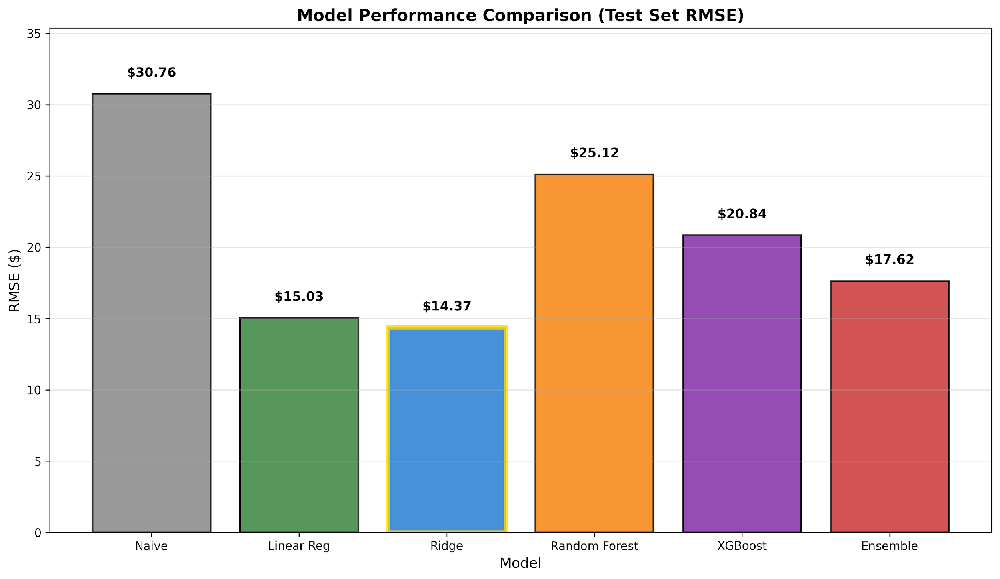 Model Performance Comparison (Test Set RMSE)
RMSE ($)
35
30
25
20
15
10
5
0
$30.76
$15.03
$14.37
$25.12
$20.84
$17.62
Naive
Linear Reg
Ridge
Random Forest
XGBoost
Ensemble
Model